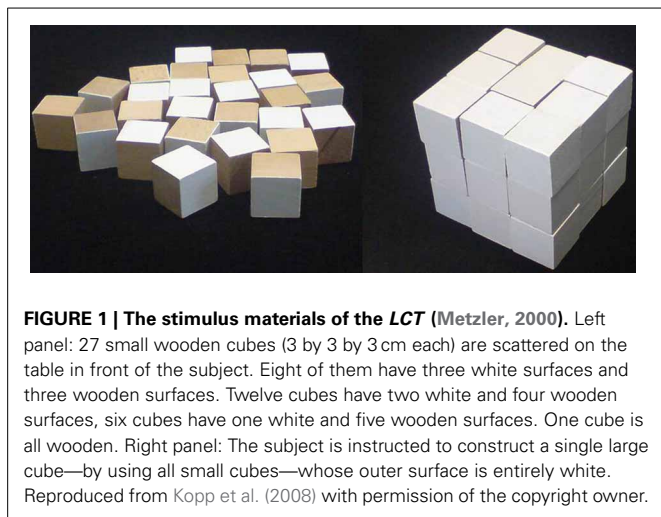 FIGURE 1 | The stimulus materials of the LCT (Metzler, 2000). Left
panel: 27 small wooden cubes (3 by 3 by 3 cm each) are scattered on the
table in front of the subject. Eight of them have three white surfaces and
three wooden surfaces. Twelve cubes have two white and four wooden
surfaces, six cubes have one white and five wooden surfaces. One cube is
all wooden. Right panel: The subject is instructed to construct a single large
cube—by using all small cubes—whose outer surface is entirely white.
Reproduced from Kopp et al. (2008) with permission of the copyright owner.